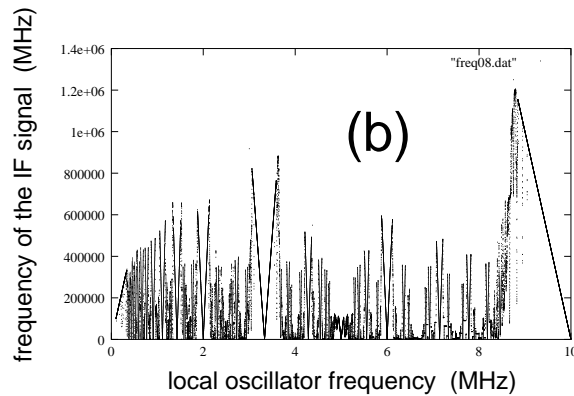 frequency of the IF signal (MHz)
1.4e+06
1.2e+06
1e+06
800000
600000
400000
200000
0
"freq08.dat"
(b)
0 2 4 6 8 10
local oscillator frequency (MHz)